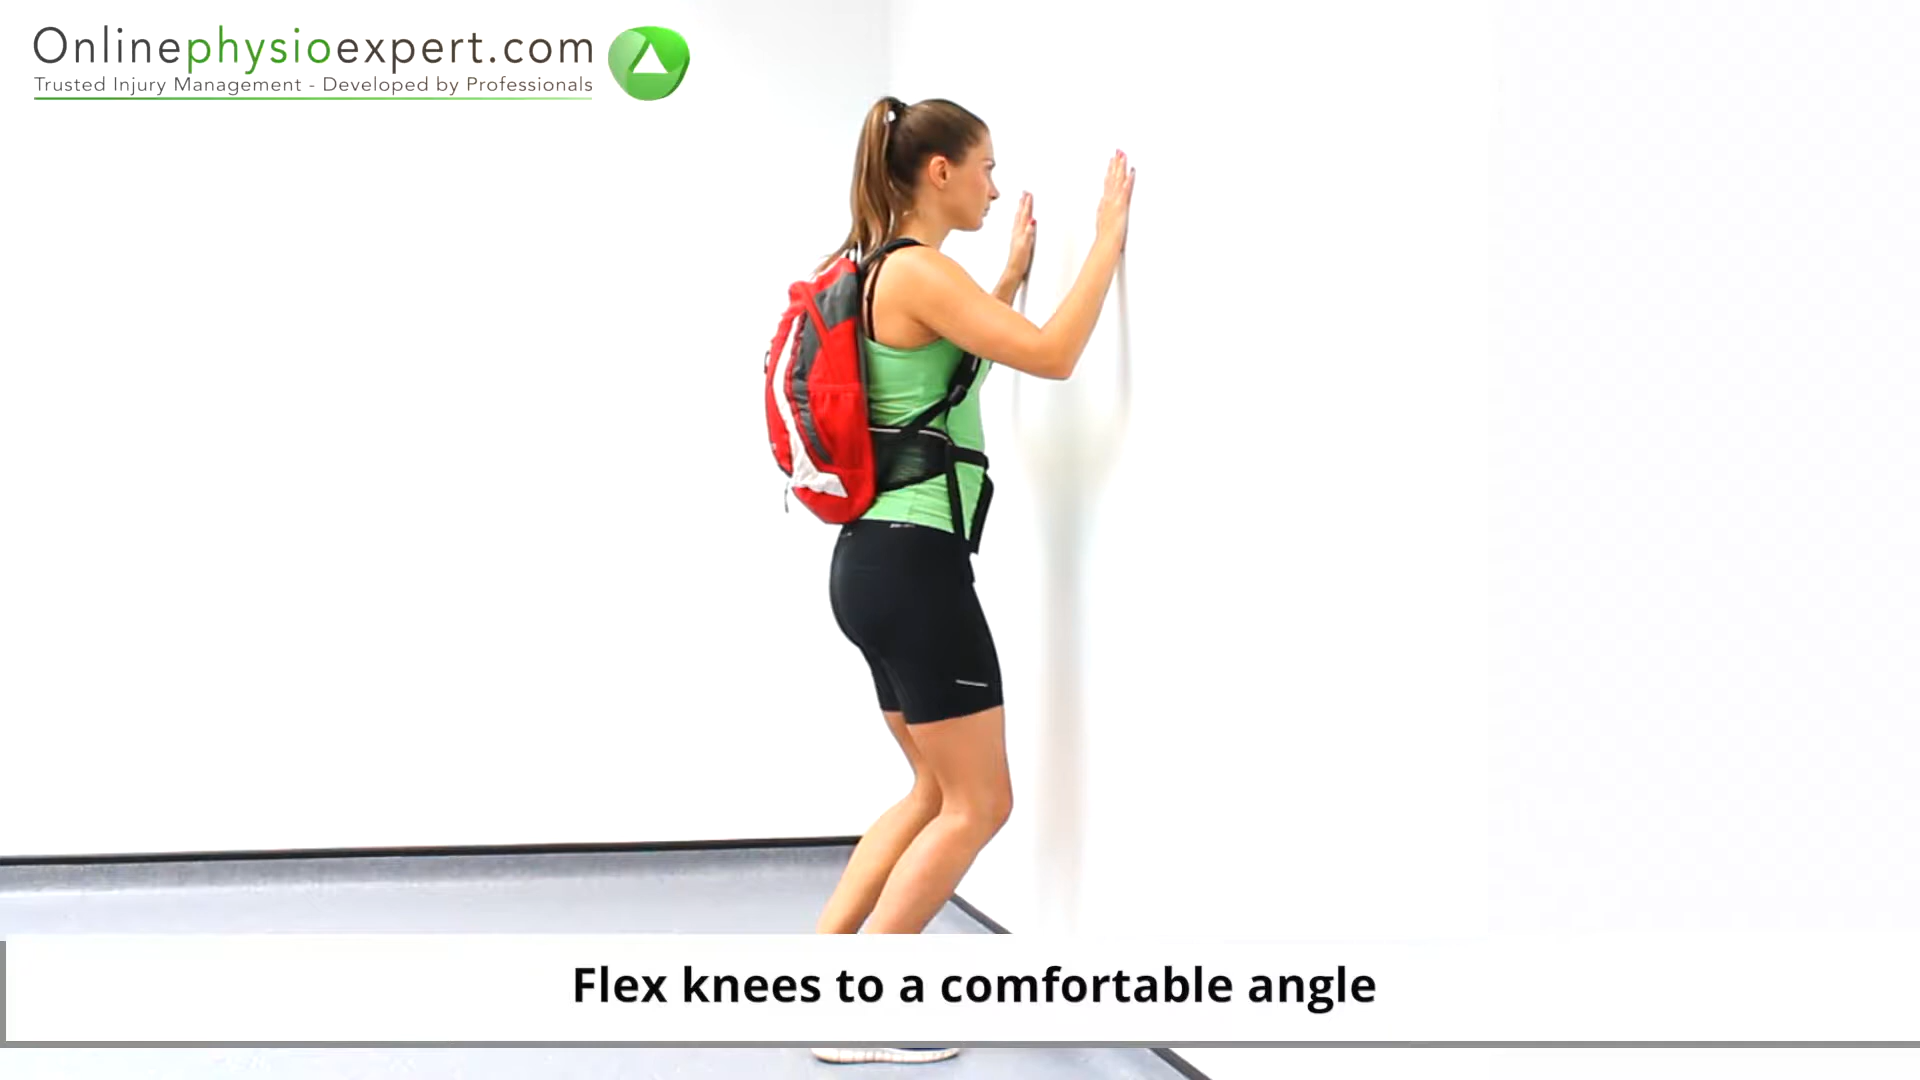 Onlinephysioexpert.com
Trusted Injury Management - Developed by Professionals
Flex knees to a comfortable angle